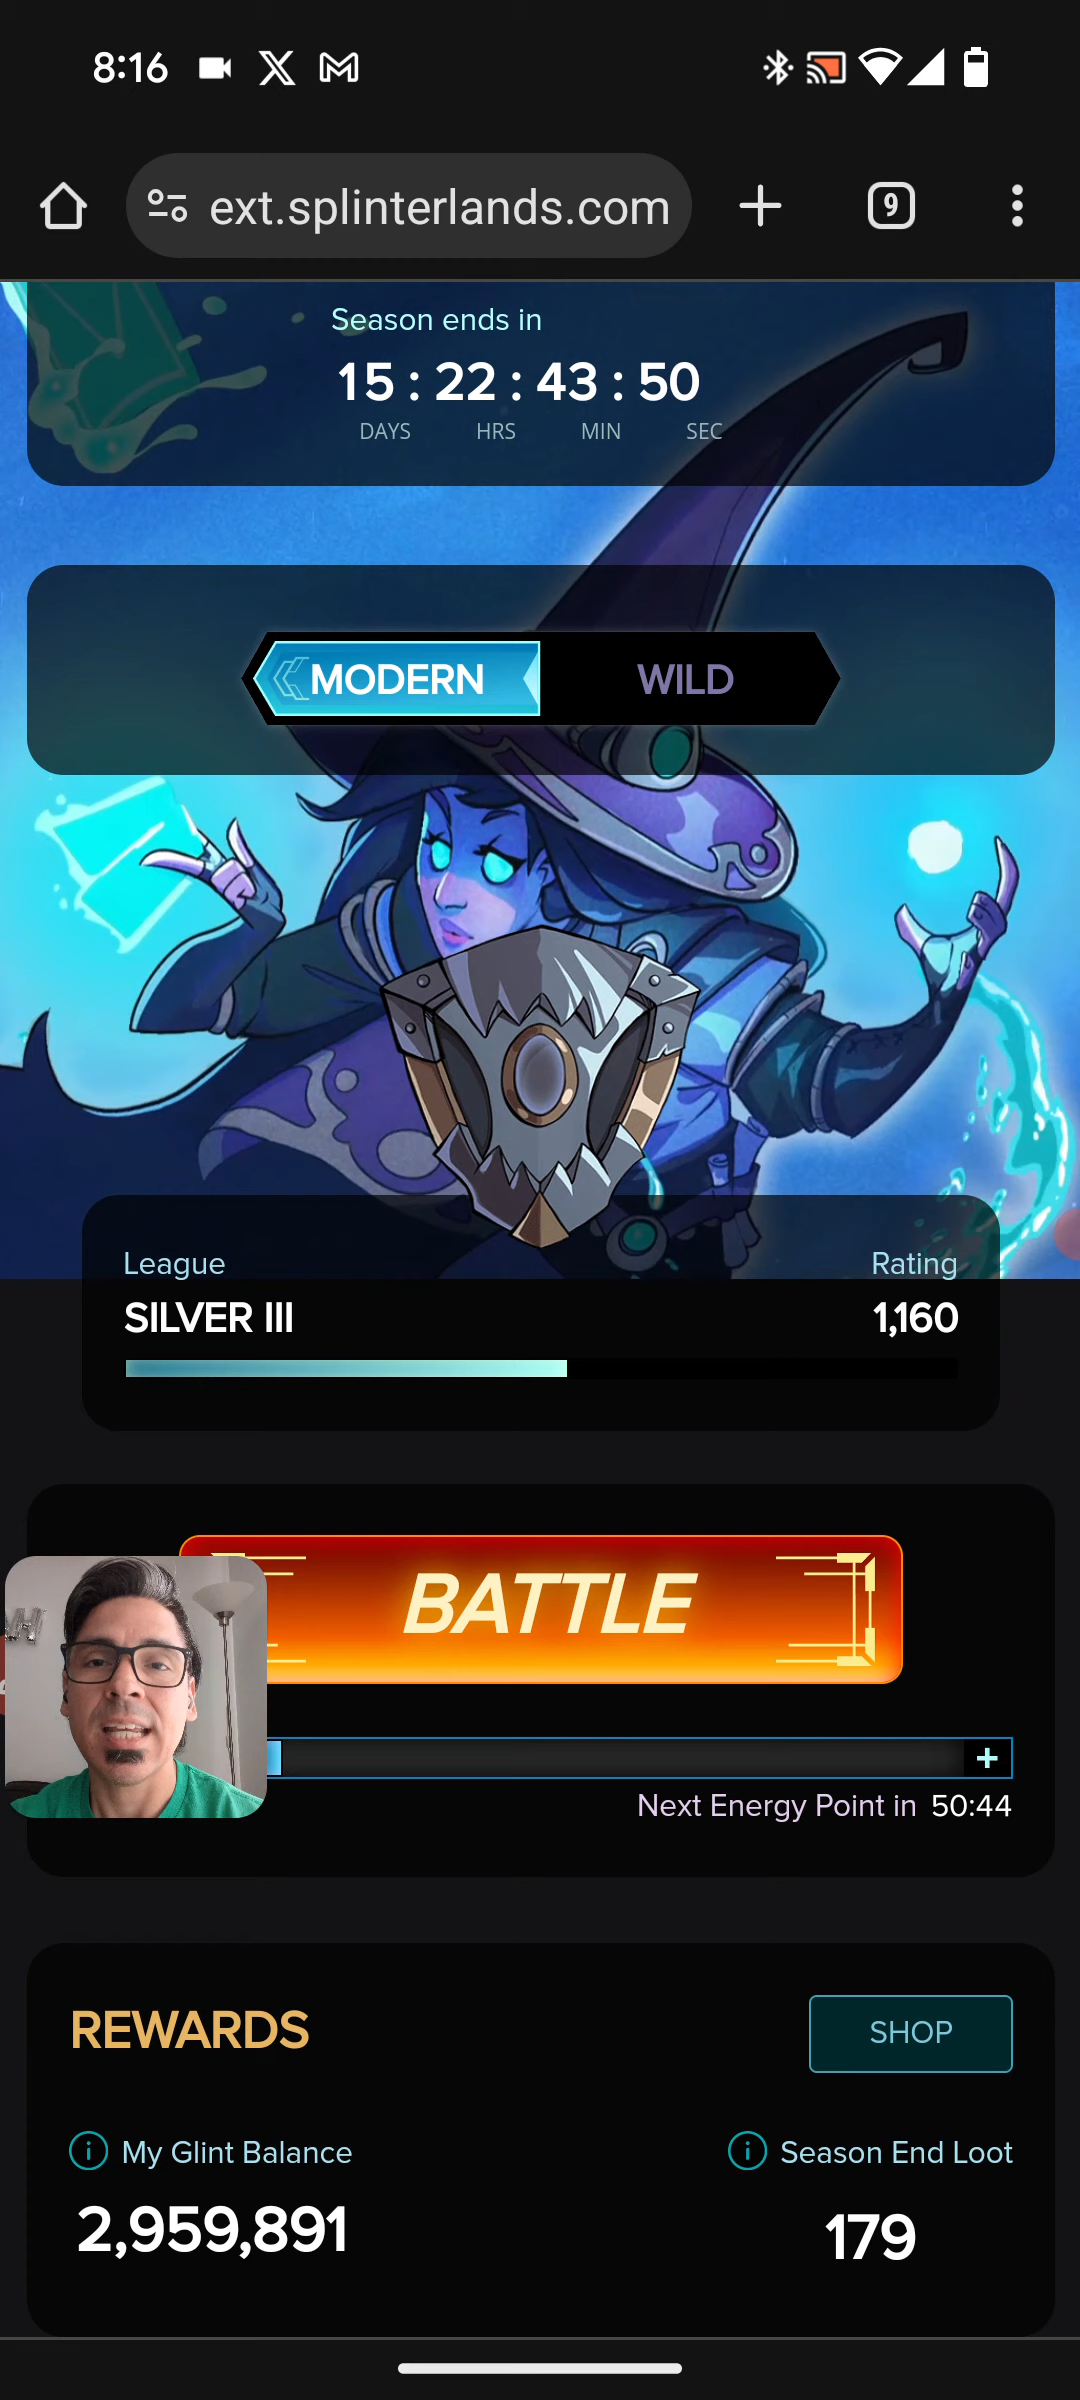 8:16
9
ext.splinterlands.com
Season ends in
15 : 22 : 43 : 50
DAYS HRS MIN SEC
MODERN WILD
League Rating
SILVER III 1,160
BATTLE
Next Energy Point in 50:44
REWARDS SHOP
My Glint Balance Season End Loot
2,959,891 179